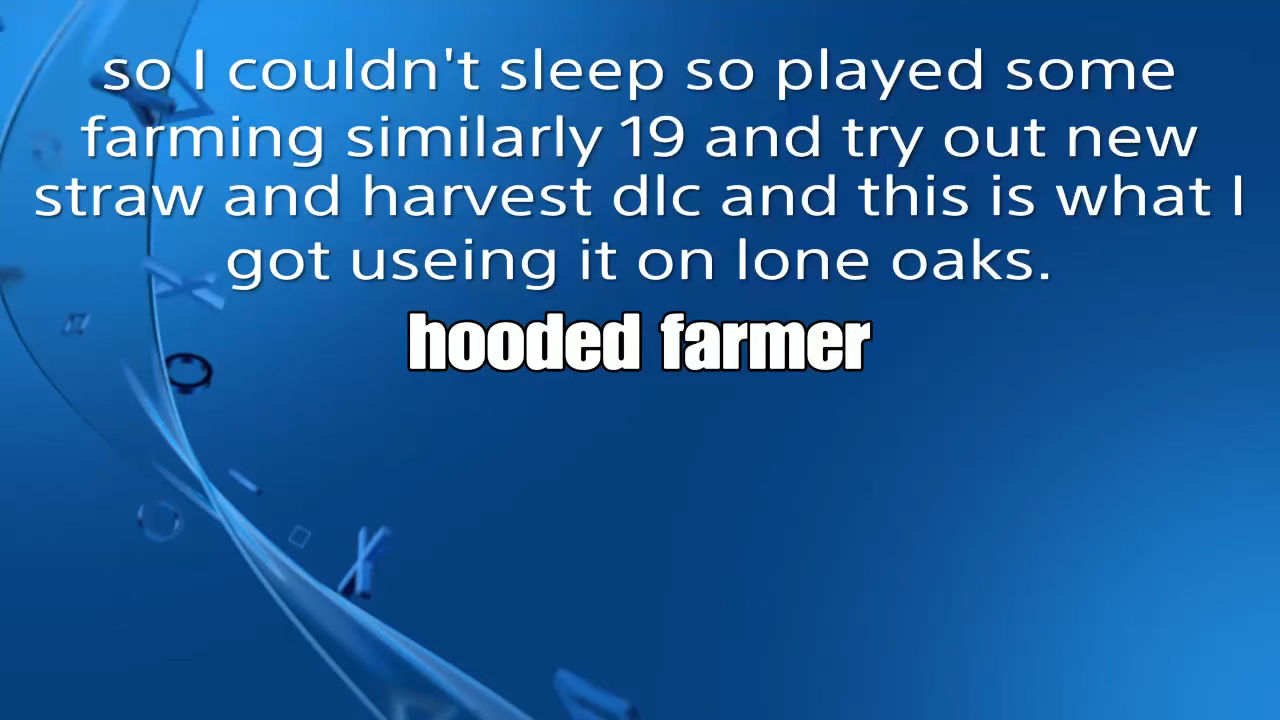 so I couldn't sleep so played some
farming similarly 19 and try out new
straw and harvest dlc and this is what I
got useing it on lone oaks.
hooded farmer